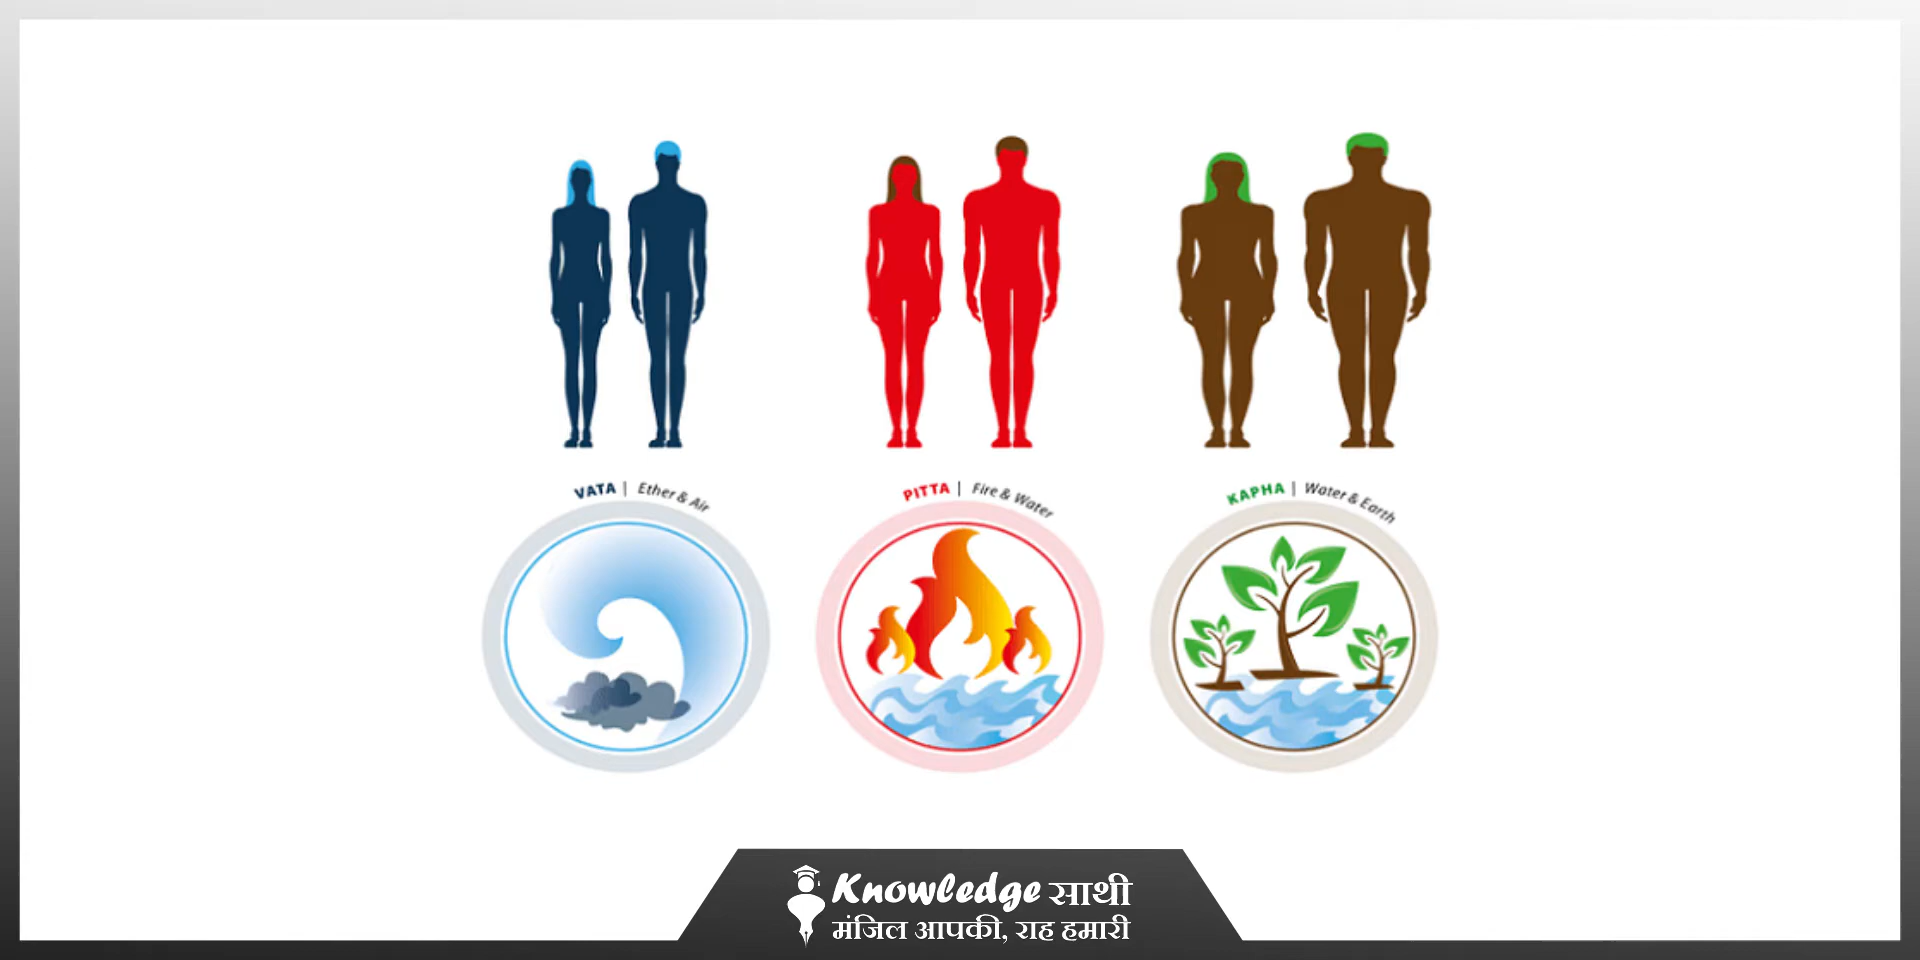 VATA | Ether & Air
PITTA | Fire & Water
KAPHA | Water & Earth
Knowledge साथी
मंजिल आपकी, राह हमारी